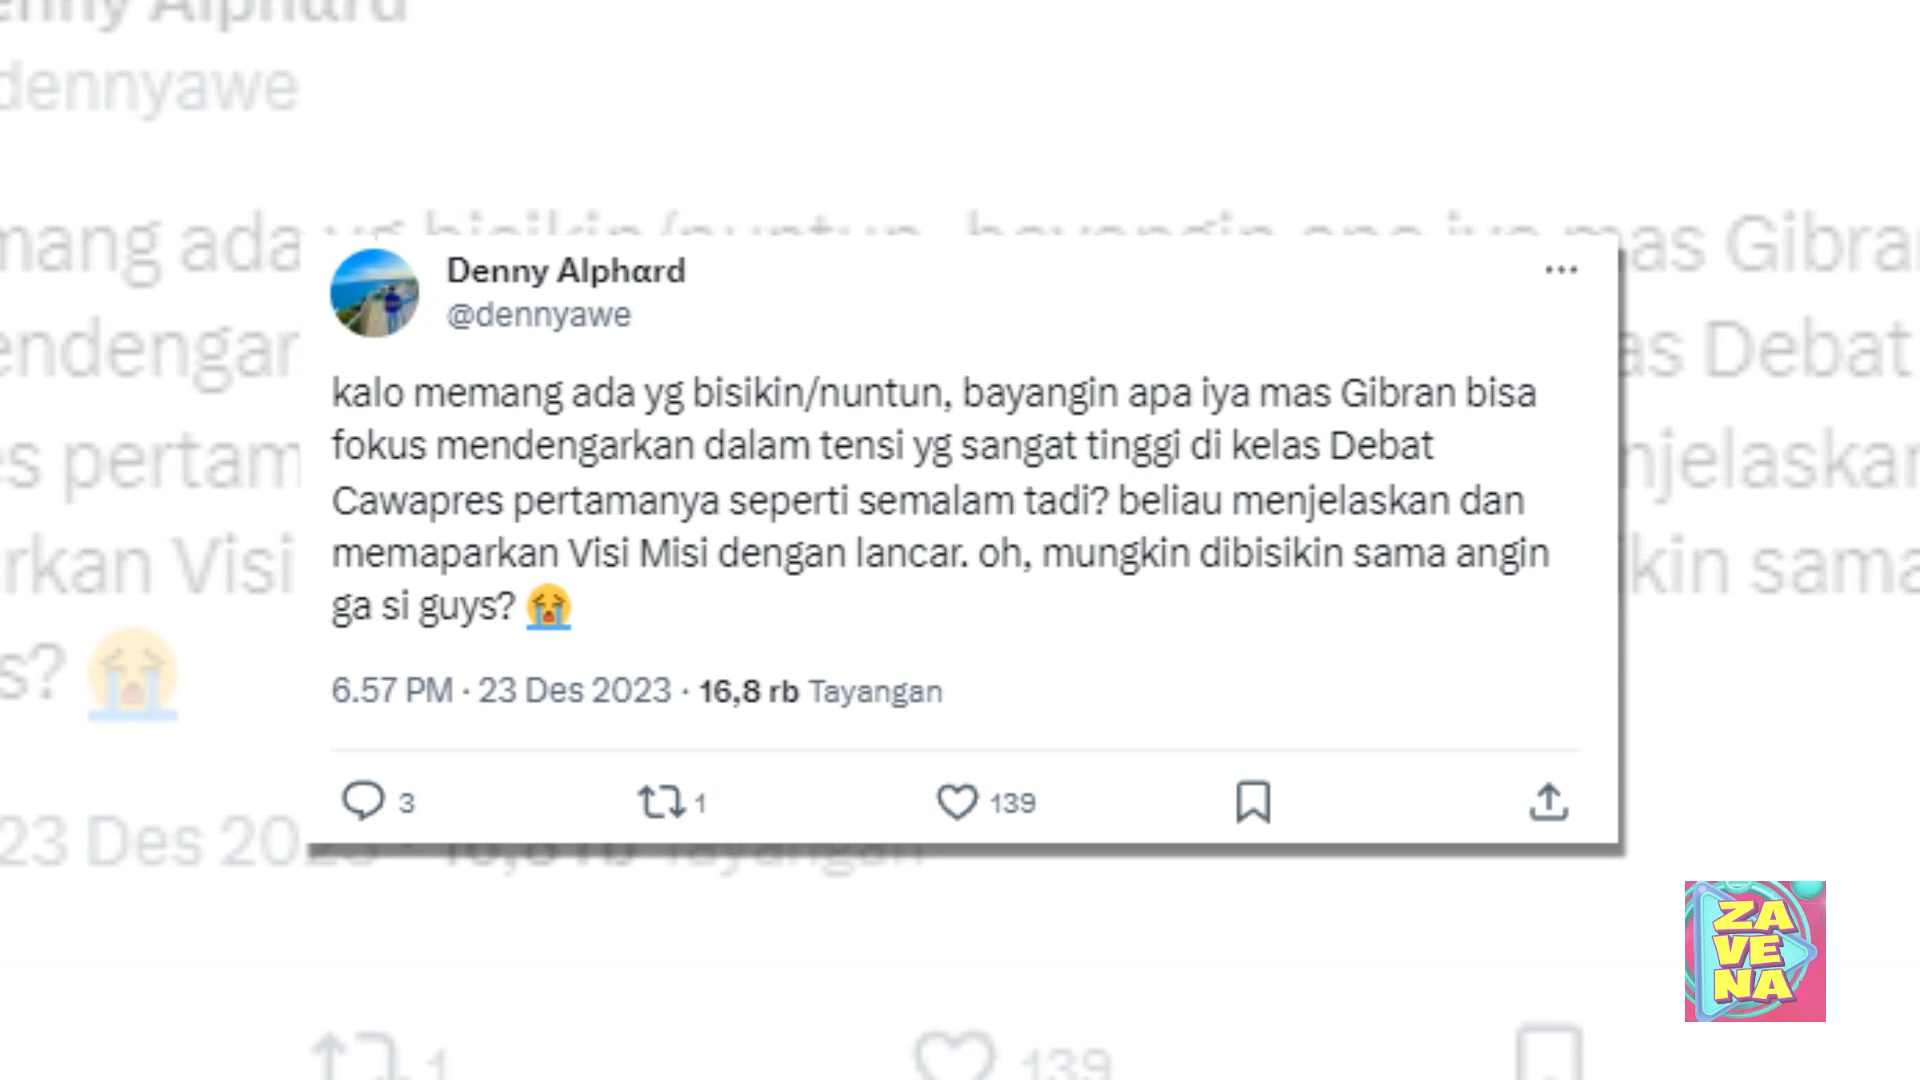 Denny Alphαrd
@dennyawe
kalo memang ada yg bisikin/nuntun, bayangin apa iya mas Gibran bisa
fokus mendengarkan dalam tensi yg sangat tinggi di kelas Debat
Cawapres pertamanya seperti semalam tadi? beliau menjelaskan dan
memaparkan Visi Misi dengan lancar. oh, mungkin dibisikin sama angin
ga si guys? 😭
6.57 PM · 23 Des 2023 · 16,8 rb Tayangan
3 1 139
ZA
VE
NA